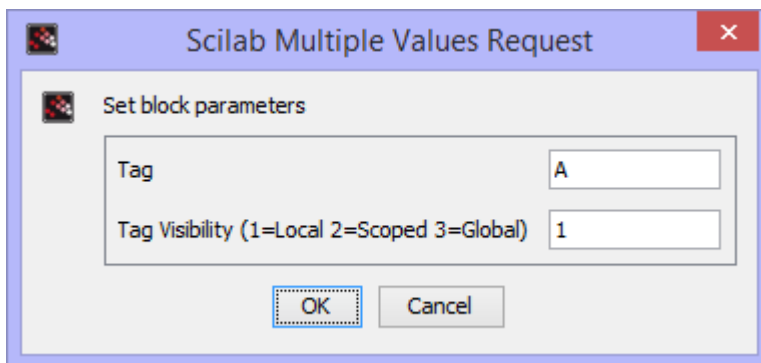 Scilab Multiple Values Request
Set block parameters
Tag A
Tag Visibility (1=Local 2=Scoped 3=Global) 1
OK Cancel